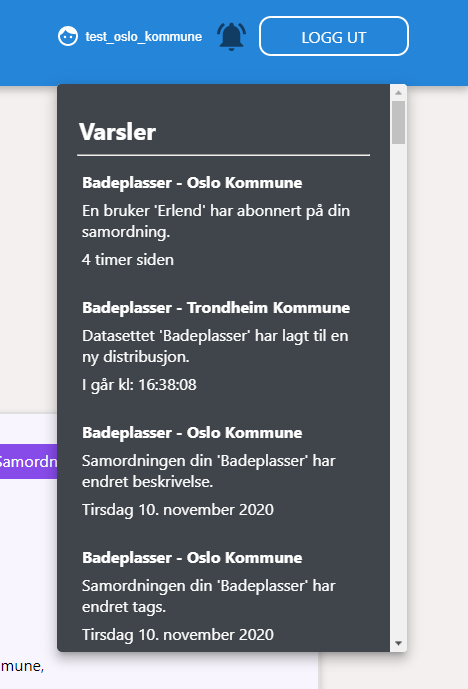 test_oslo_kommune
LOGG UT
Varsler
Badeplasser - Oslo Kommune
En bruker 'Erlend' har abonnert på din
samordning.
4 timer siden
Badeplasser - Trondheim Kommune
Datasettet 'Badeplasser' har lagt til en
ny distribusjon.
I går kl: 16:38:08
Badeplasser - Oslo Kommune
Samordningen din 'Badeplasser' har
endret beskrivelse.
Tirsdag 10. november 2020
Badeplasser - Oslo Kommune
Samordningen din 'Badeplasser' har
endret tags.
Tirsdag 10. november 2020
Samordn
mmune,